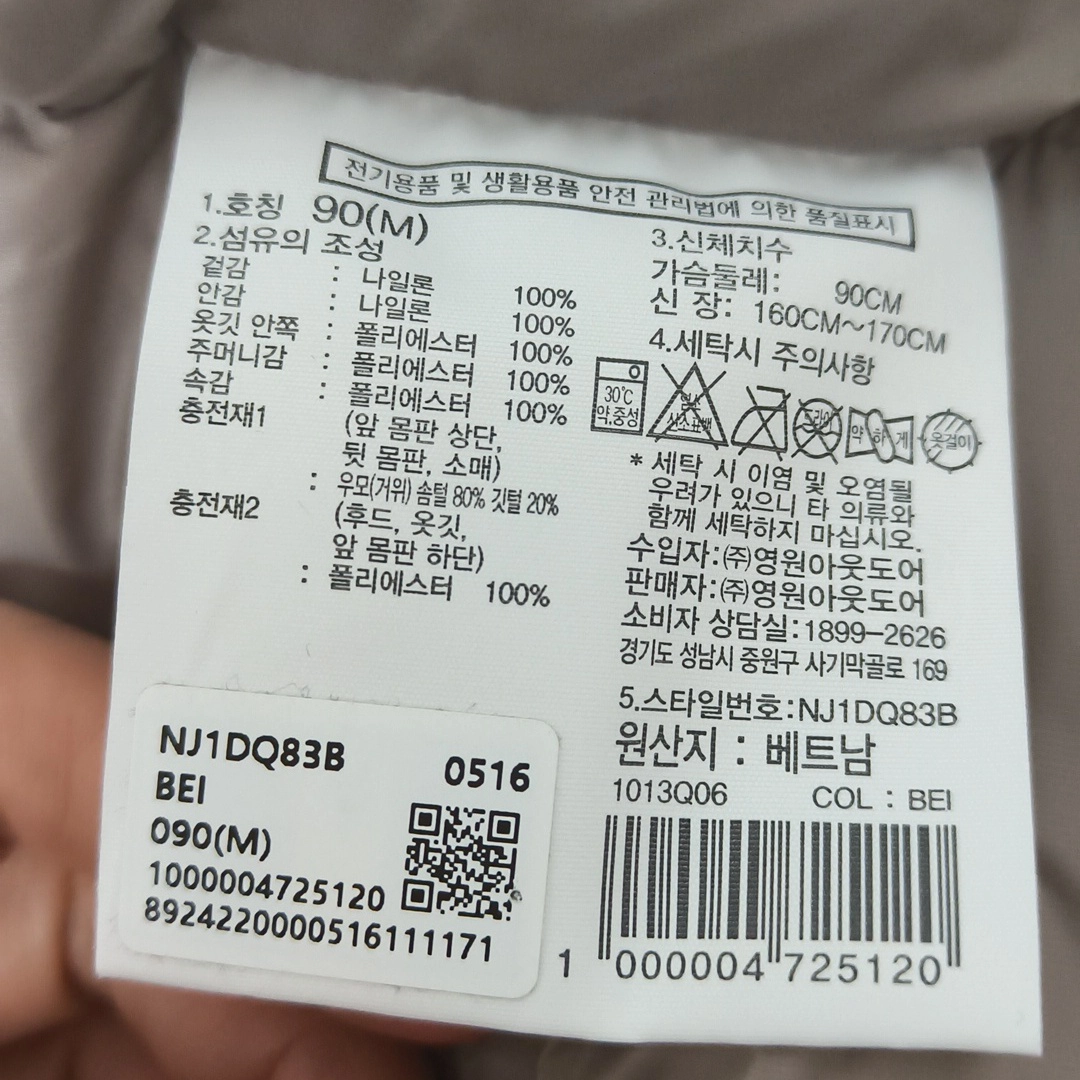 전기용품 및 생활용품 안전 관리법에 의한 품질표시
1.호칭 90(M)
2.섬유의 조성
겉감 : 나일론 100%
안감 : 나일론 100%
옷깃 안쪽 : 폴리에스터 100%
주머니감 : 폴리에스터 100%
속감 : 폴리에스터 100%
충전재1 (앞 몸판 상단,
뒷 몸판, 소매)
: 우모(거위) 솜털 80% 깃털 20%
충전재2 (후드, 옷깃,
앞 몸판 하단)
: 폴리에스터 100%
3.신체치수
가슴둘레: 90CM
신 장: 160CM~170CM
4.세탁시 주의사항
30℃
약.중성
염소
산소표백
드라이
약 하 게
옷걸이
* 세탁 시 이염 및 오염될
우려가 있으니 타 의류와
함께 세탁하지 마십시오.
수입자:㈜영원아웃도어
판매자:㈜영원아웃도어
소비자 상담실:1899-2626
경기도 성남시 중원구 사기막골로 169
5.스타일번호:NJ1DQ83B
원산지 : 베트남
1013Q06 COL : BEI
1 000004 725120
NJ1DQ83B 0516
BEI
090(M)
1000004725120
8924220000516111171